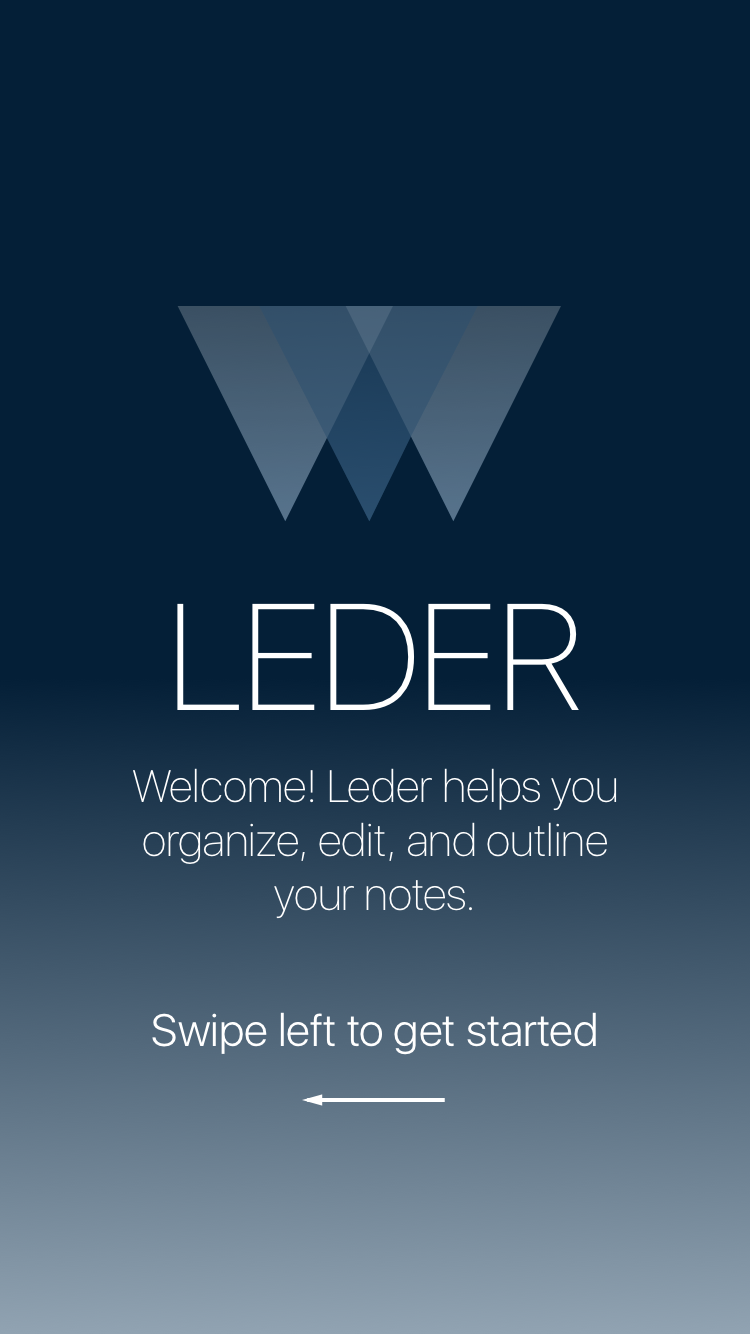 LEDER
Welcome! Leder helps you
organize, edit, and outline
your notes.
Swipe left to get started